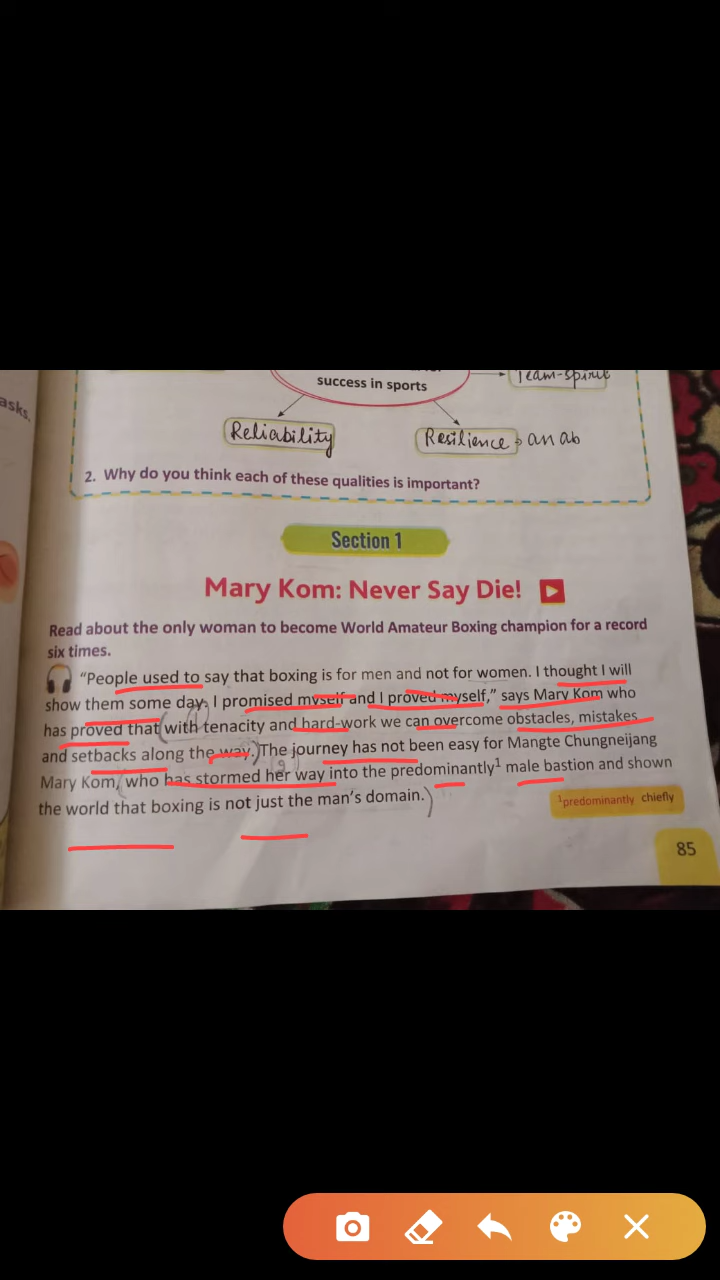 asks.
success in sports
Team-spirit
Reliability
Resilience → an ab
2. Why do you think each of these qualities is important?
Section 1
Mary Kom: Never Say Die!
Read about the only woman to become World Amateur Boxing champion for a record
six times.
“People used to say that boxing is for men and not for women. I thought I will
show them some day. I promised myself and I proved myself,” says Mary Kom who
has proved that with tenacity and hard-work we can overcome obstacles, mistakes
and setbacks along the way. The journey has not been easy for Mangte Chungneijang
Mary Kom, who has stormed her way into the predominantly¹ male bastion and shown
the world that boxing is not just the man’s domain.
¹predominantly chiefly
85